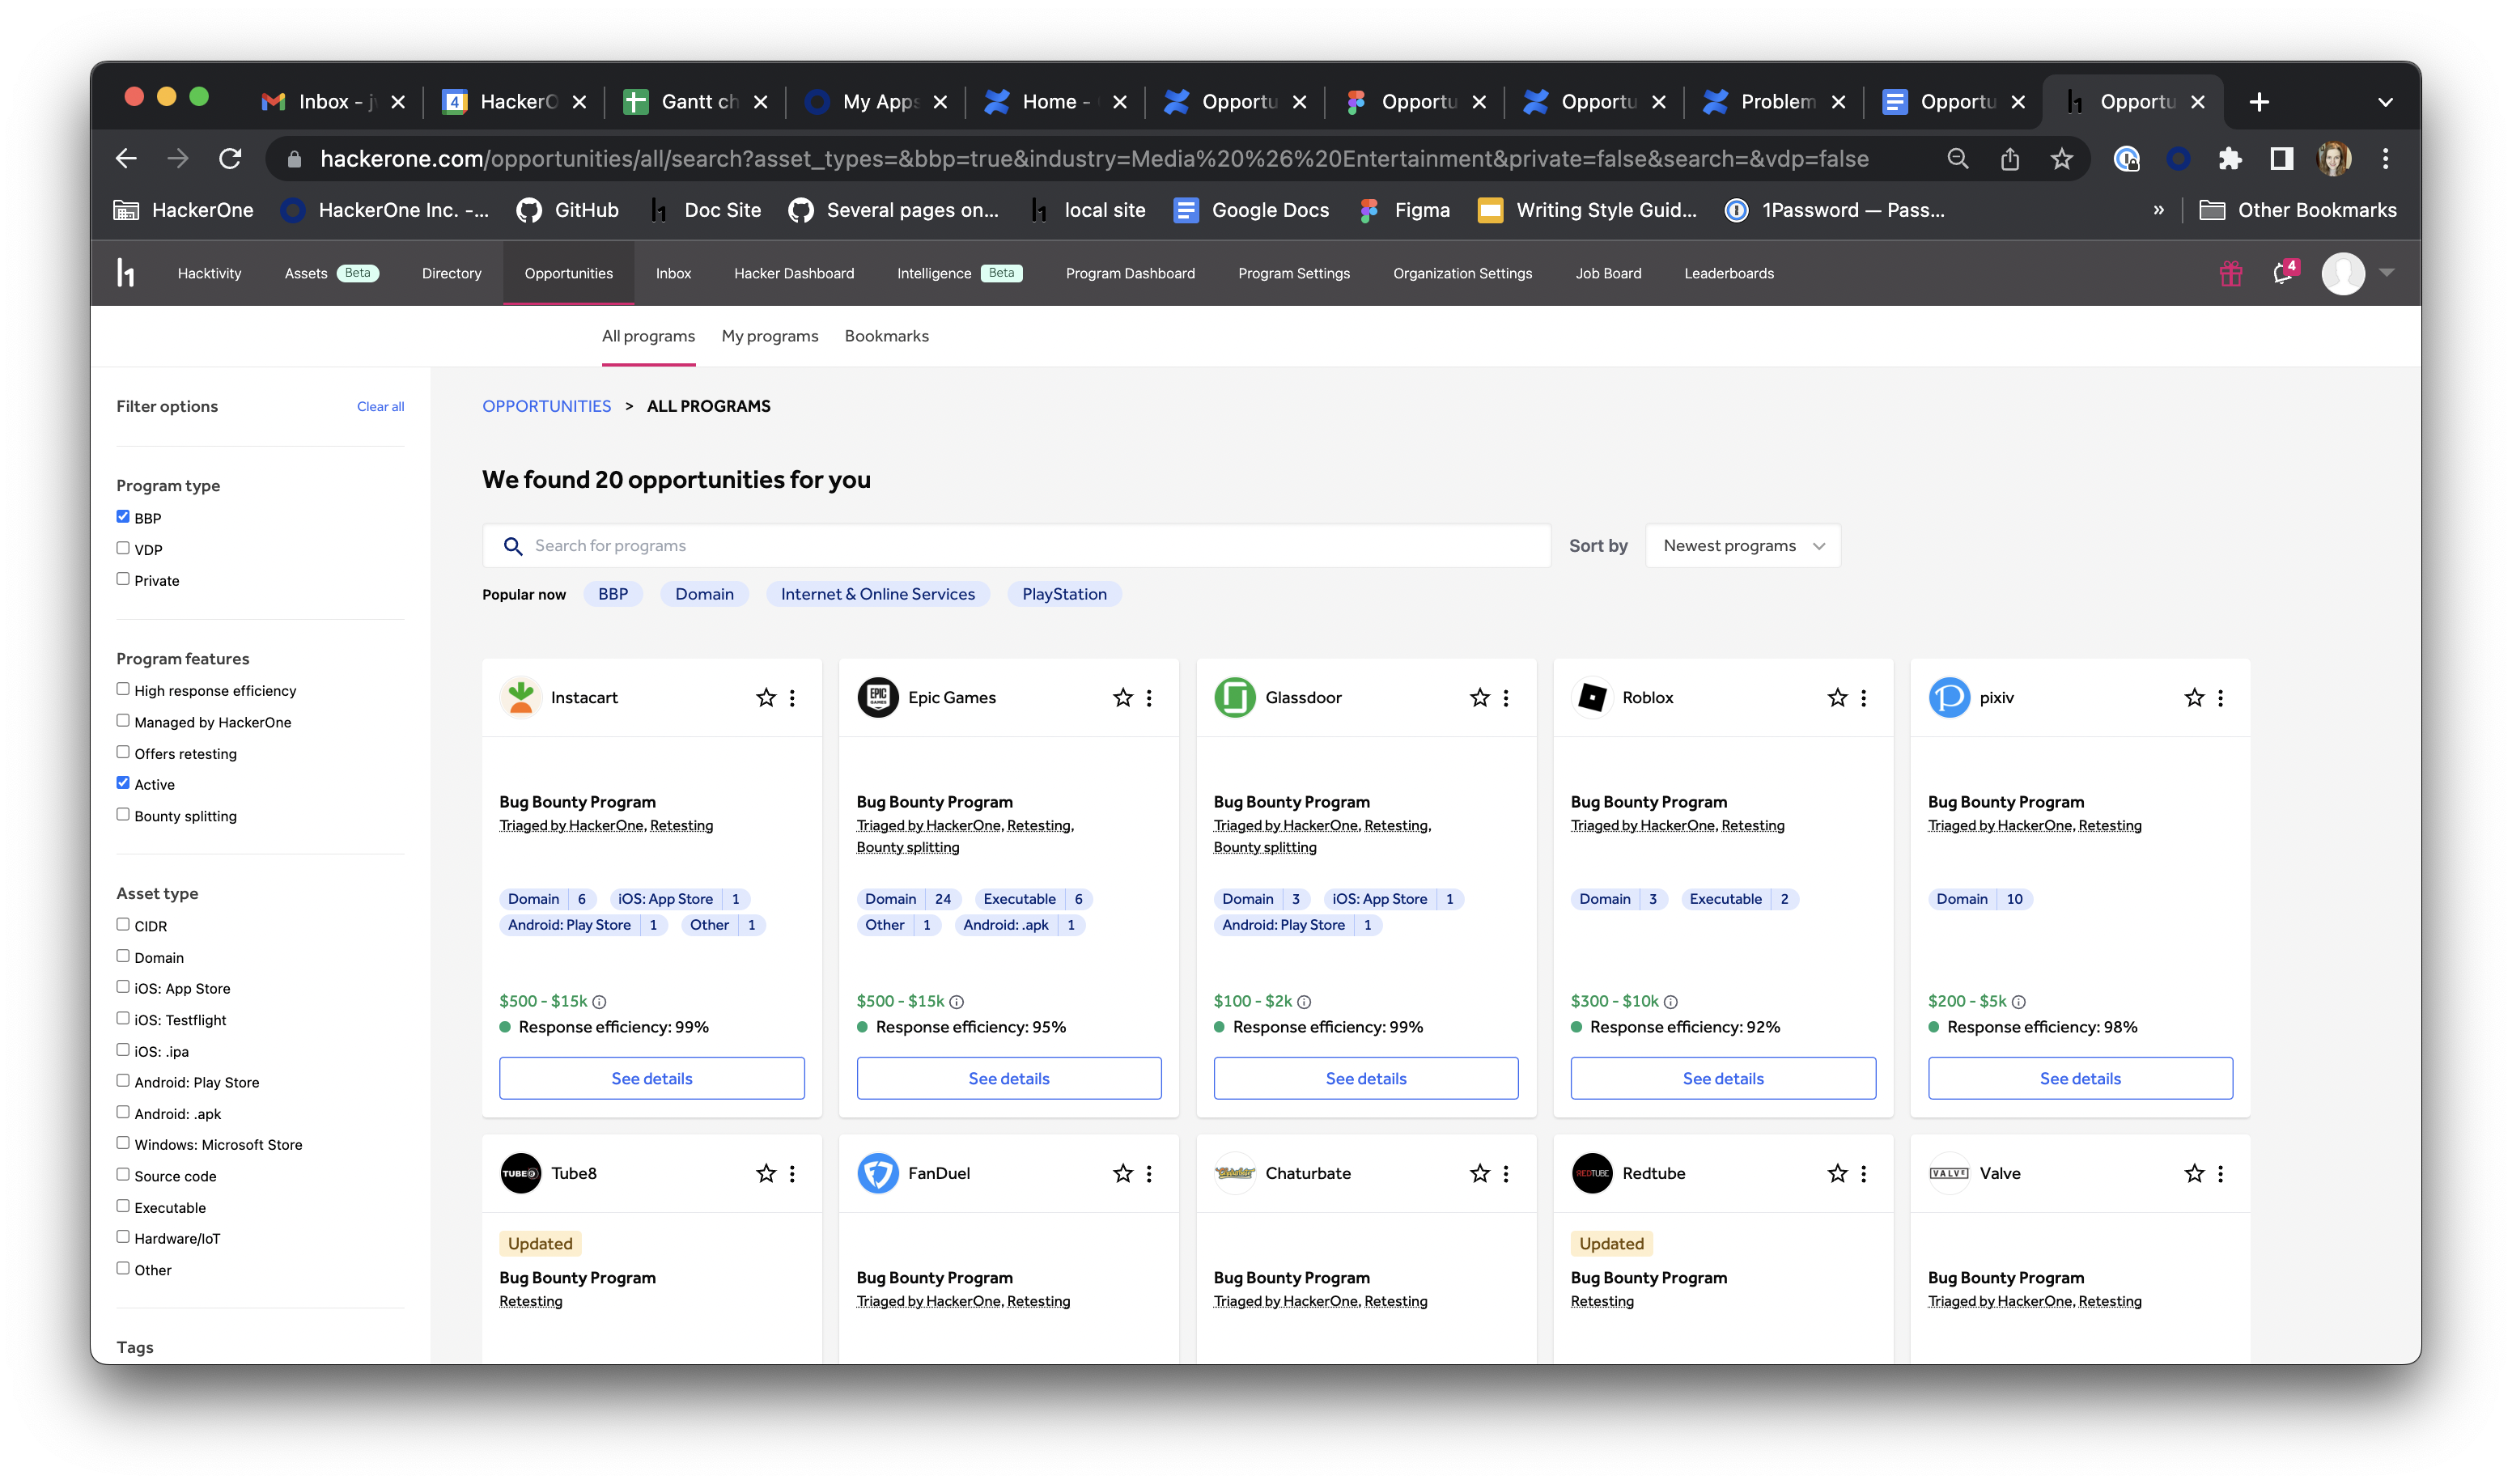 Inbox - j
HackerO
Gantt ch
My Apps
Home -
Opportu
Opportu
Opportu
Problem
Opportu
Opportu
hackerone.com/opportunities/all/search?asset_types=&bbp=true&industry=Media%20%26%20Entertainment&private=false&search=&vdp=false
HackerOne
HackerOne Inc. -...
GitHub
Doc Site
Several pages on...
local site
Google Docs
Figma
Writing Style Guid...
1Password — Pass...
»
Other Bookmarks
Hacktivity
Assets Beta
Directory
Opportunities
Inbox
Hacker Dashboard
Intelligence Beta
Program Dashboard
Program Settings
Organization Settings
Job Board
Leaderboards
4
All programs
My programs
Bookmarks
Filter options
Clear all
Program type
BBP
VDP
Private
Program features
High response efficiency
Managed by HackerOne
Offers retesting
Active
Bounty splitting
Asset type
CIDR
Domain
iOS: App Store
iOS: Testflight
iOS: .ipa
Android: Play Store
Android: .apk
Windows: Microsoft Store
Source code
Executable
Hardware/IoT
Other
Tags
OPPORTUNITIES > ALL PROGRAMS
We found 20 opportunities for you
Search for programs
Sort by
Newest programs
Popular now
BBP
Domain
Internet & Online Services
PlayStation
Instacart
Bug Bounty Program
Triaged by HackerOne, Retesting
Domain 6 iOS: App Store 1
Android: Play Store 1 Other 1
$500 - $15k
Response efficiency: 99%
See details
EPIC GAMES
Epic Games
Bug Bounty Program
Triaged by HackerOne, Retesting,
Bounty splitting
Domain 24 Executable 6
Other 1 Android: .apk 1
$500 - $15k
Response efficiency: 95%
See details
Glassdoor
Bug Bounty Program
Triaged by HackerOne, Retesting,
Bounty splitting
Domain 3 iOS: App Store 1
Android: Play Store 1
$100 - $2k
Response efficiency: 99%
See details
Roblox
Bug Bounty Program
Triaged by HackerOne, Retesting
Domain 3 Executable 2
$300 - $10k
Response efficiency: 92%
See details
pixiv
Bug Bounty Program
Triaged by HackerOne, Retesting
Domain 10
$200 - $5k
Response efficiency: 98%
See details
TUBE8
Tube8
Updated
Bug Bounty Program
Retesting
FanDuel
Bug Bounty Program
Triaged by HackerOne, Retesting
Chaturbate
Bug Bounty Program
Triaged by HackerOne, Retesting
REDTUBE
Redtube
Updated
Bug Bounty Program
Retesting
VALVE
Valve
Bug Bounty Program
Triaged by HackerOne, Retesting